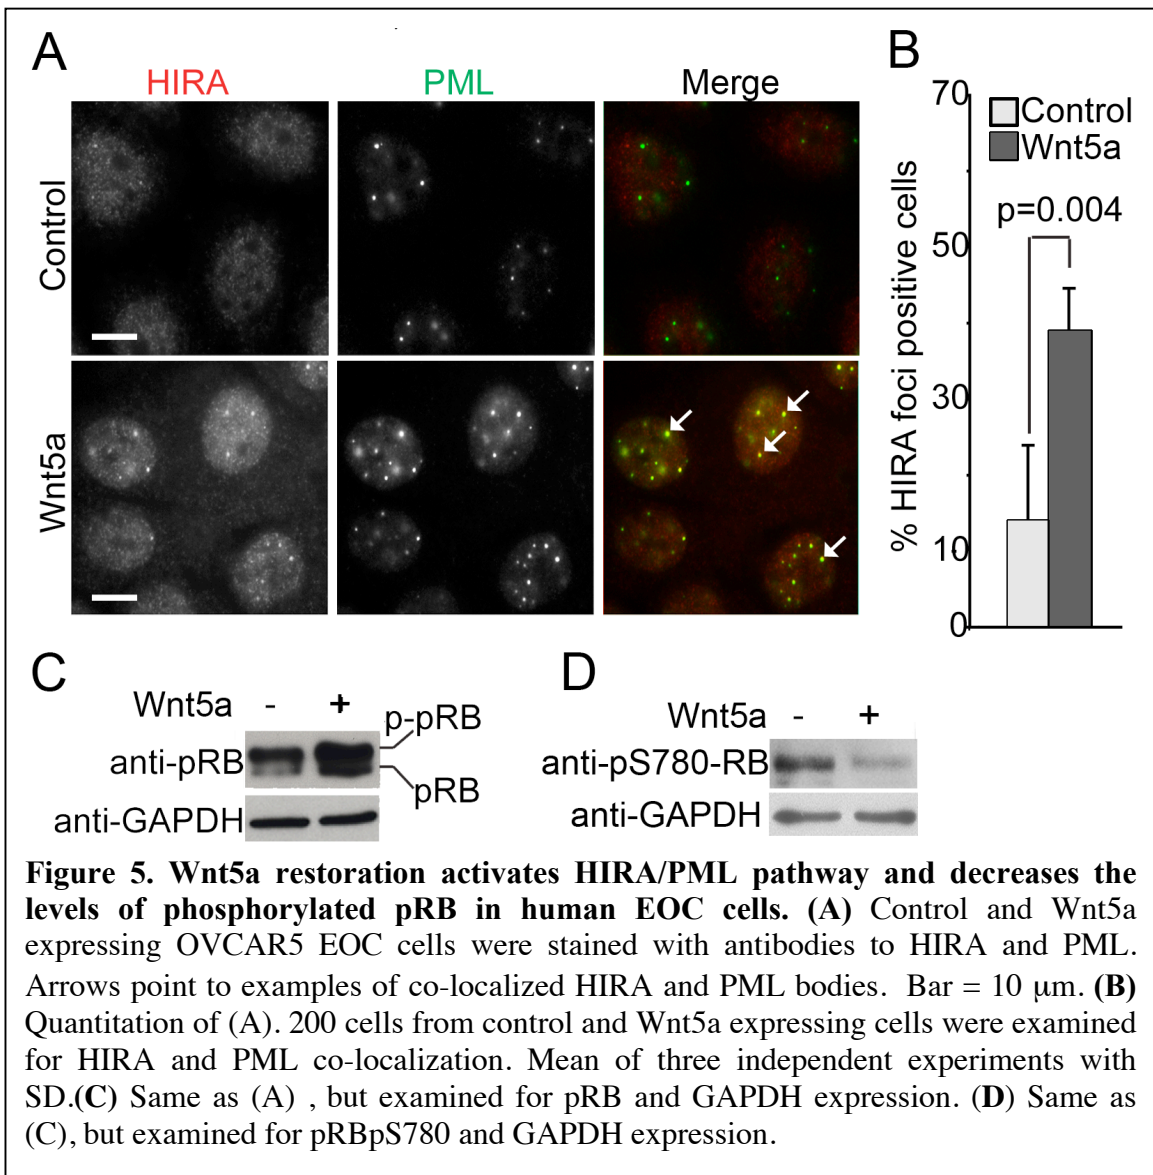 A
HIRA
PML
Merge
Control
Wnt5a
B
70
50
30
10
0
Control
Wnt5a
p=0.004
% HIRA foci positive cells
C
Wnt5a - +
p-pRB
anti-pRB
pRB
anti-GAPDH
D
Wnt5a - +
anti-pS780-RB
anti-GAPDH
Figure 5. Wnt5a restoration activates HIRA/PML pathway and decreases the
levels of phosphorylated pRB in human EOC cells. (A) Control and Wnt5a
expressing OVCAR5 EOC cells were stained with antibodies to HIRA and PML.
Arrows point to examples of co-localized HIRA and PML bodies. Bar = 10 μm. (B)
Quantitation of (A). 200 cells from control and Wnt5a expressing cells were examined
for HIRA and PML co-localization. Mean of three independent experiments with
SD.(C) Same as (A) , but examined for pRB and GAPDH expression. (D) Same as
(C), but examined for pRBpS780 and GAPDH expression.